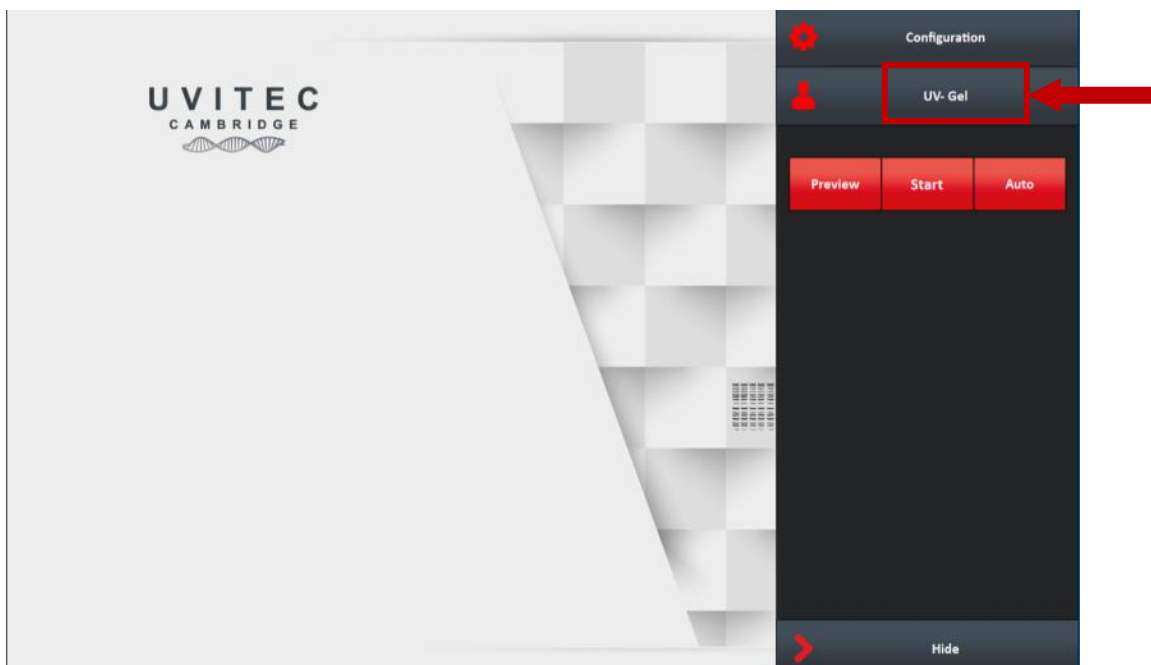 UVITEC
CAMBRIDGE
Configuration
UV- Gel
Preview
Start
Auto
Hide